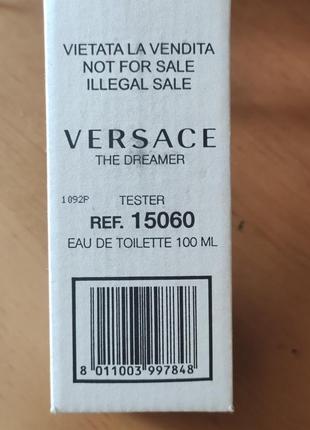 VIETATA LA VENDITA
NOT FOR SALE
ILLEGAL SALE
VERSACE
THE DREAMER
1092P TESTER
REF. 15060
EAU DE TOILETTE 100 ML
8 011003 997848